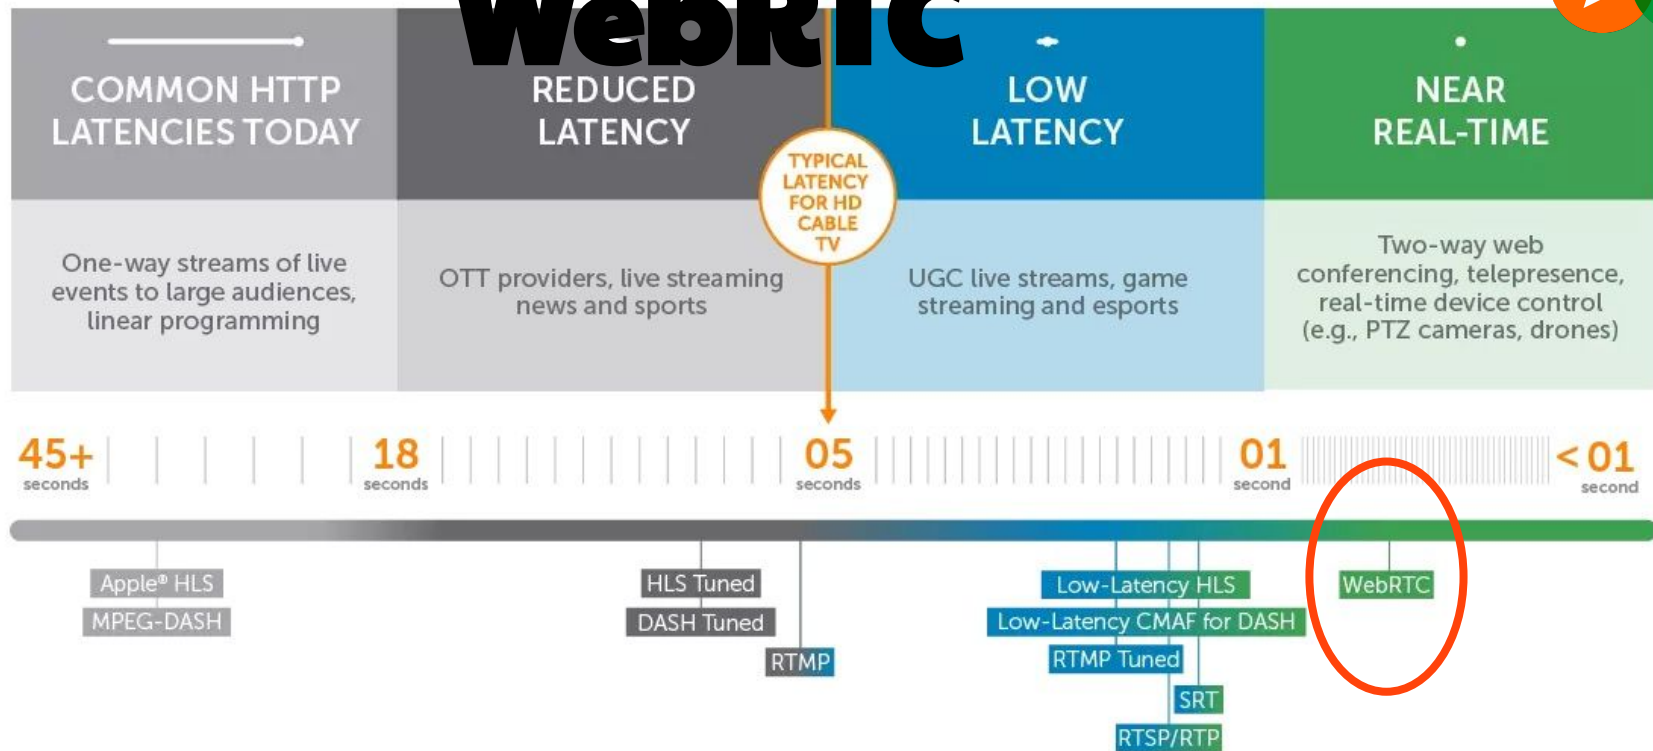 WebRTC
COMMON HTTP
LATENCIES TODAY
REDUCED
LATENCY
TYPICAL
LATENCY
FOR HD
CABLE
TV
LOW
LATENCY
NEAR
REAL-TIME
One-way streams of live
events to large audiences,
linear programming
OTT providers, live streaming
news and sports
UGC live streams, game
streaming and esports
Two-way web
conferencing, telepresence,
real-time device control
(e.g., PTZ cameras, drones)
45+
seconds
18
seconds
05
seconds
01
second
< 01
second
Apple® HLS
MPEG-DASH
HLS Tuned
DASH Tuned
RTMP
Low-Latency HLS
Low-Latency CMAF for DASH
RTMP Tuned
SRT
RTSP/RTP
WebRTC